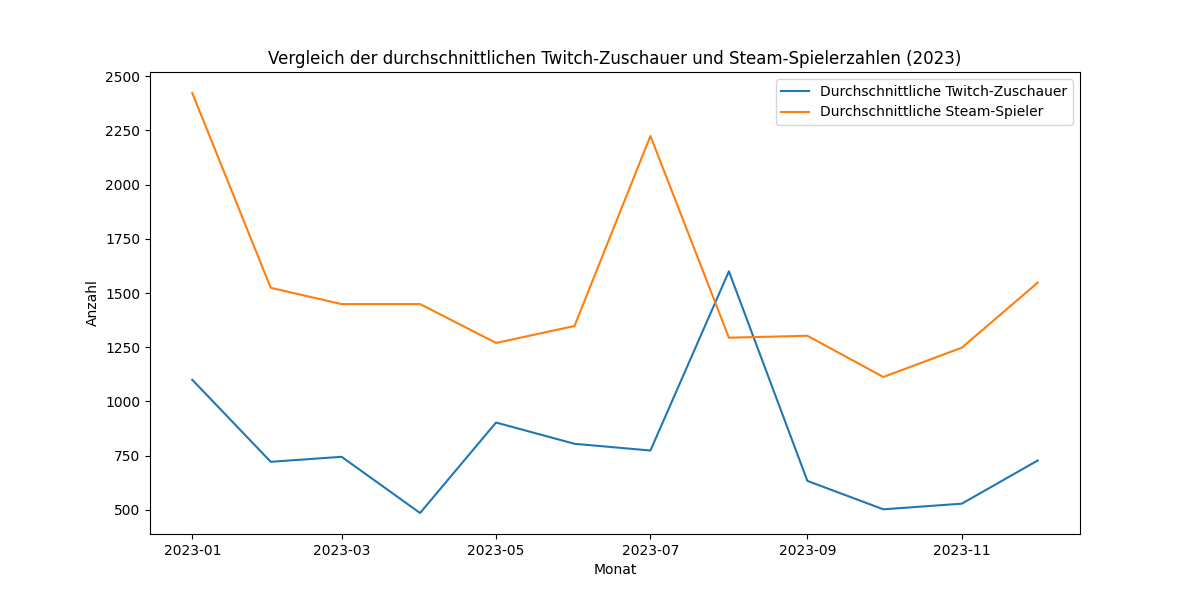 Vergleich der durchschnittlichen Twitch-Zuschauer und Steam-Spielerzahlen (2023)
Durchschnittliche Twitch-Zuschauer
Durchschnittliche Steam-Spieler
Anzahl
2500
2250
2000
1750
1500
1250
1000
750
500
2023-01 2023-03 2023-05 2023-07 2023-09 2023-11
Monat